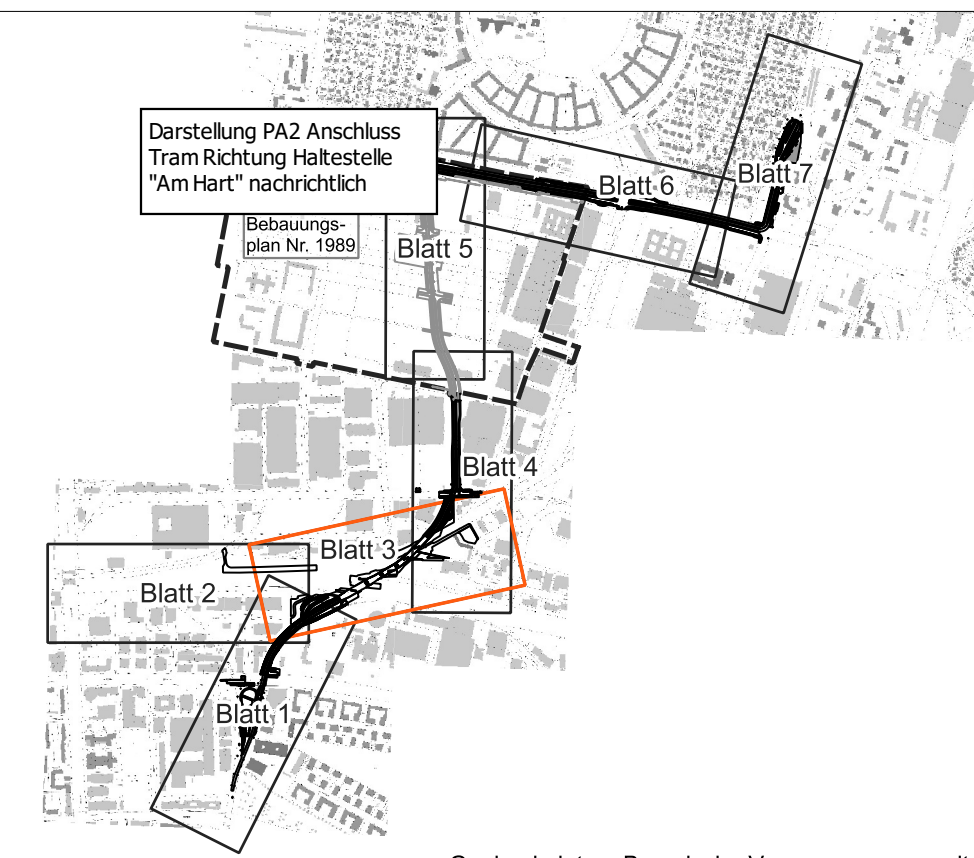 Darstellung PA2 Anschluss
Tram Richtung Haltestelle
"Am Hart" nachrichtlich
Blatt 7
Blatt 6
Bebauungs-
plan Nr. 1989
Blatt 5
Blatt 4
Blatt 3
Blatt 2
Blatt 1